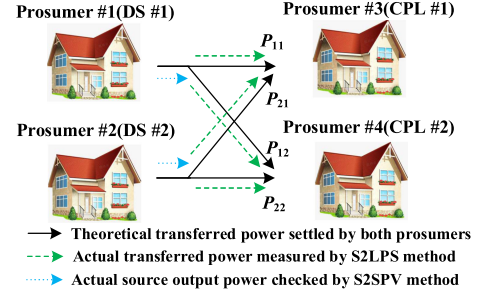 Prosumer #1(DS #1)
Prosumer #3(CPL #1)
P11
P21
Prosumer #2(DS #2)
Prosumer #4(CPL #2)
P12
P22
Theoretical transferred power settled by both prosumers
Actual transferred power measured by S2LPS method
Actual source output power checked by S2SPV method